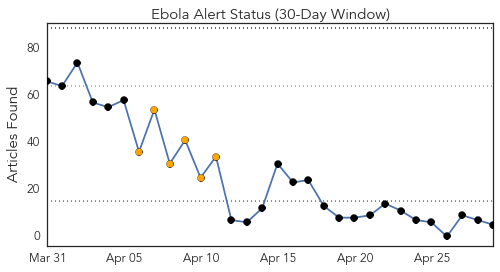 Ebola Alert Status (30-Day Window)
Articles Found
80
60
40
20
0
Mar 31 Apr 05 Apr 10 Apr 15 Apr 20 Apr 25